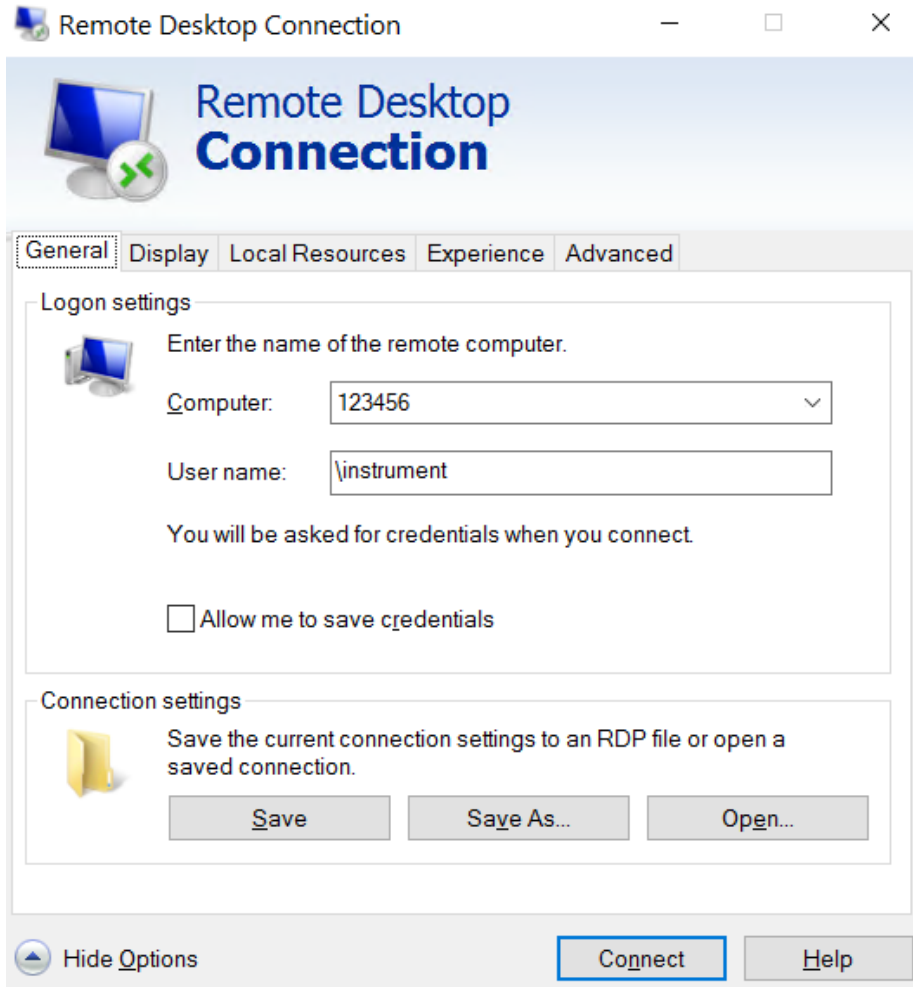 Remote Desktop Connection
Remote Desktop
Connection
General Display Local Resources Experience Advanced
Logon settings
Enter the name of the remote computer.
Computer: 123456
User name: \instrument
You will be asked for credentials when you connect.
Allow me to save credentials
Connection settings
Save the current connection settings to an RDP file or open a
saved connection.
Save Save As... Open...
Hide Options Connect Help